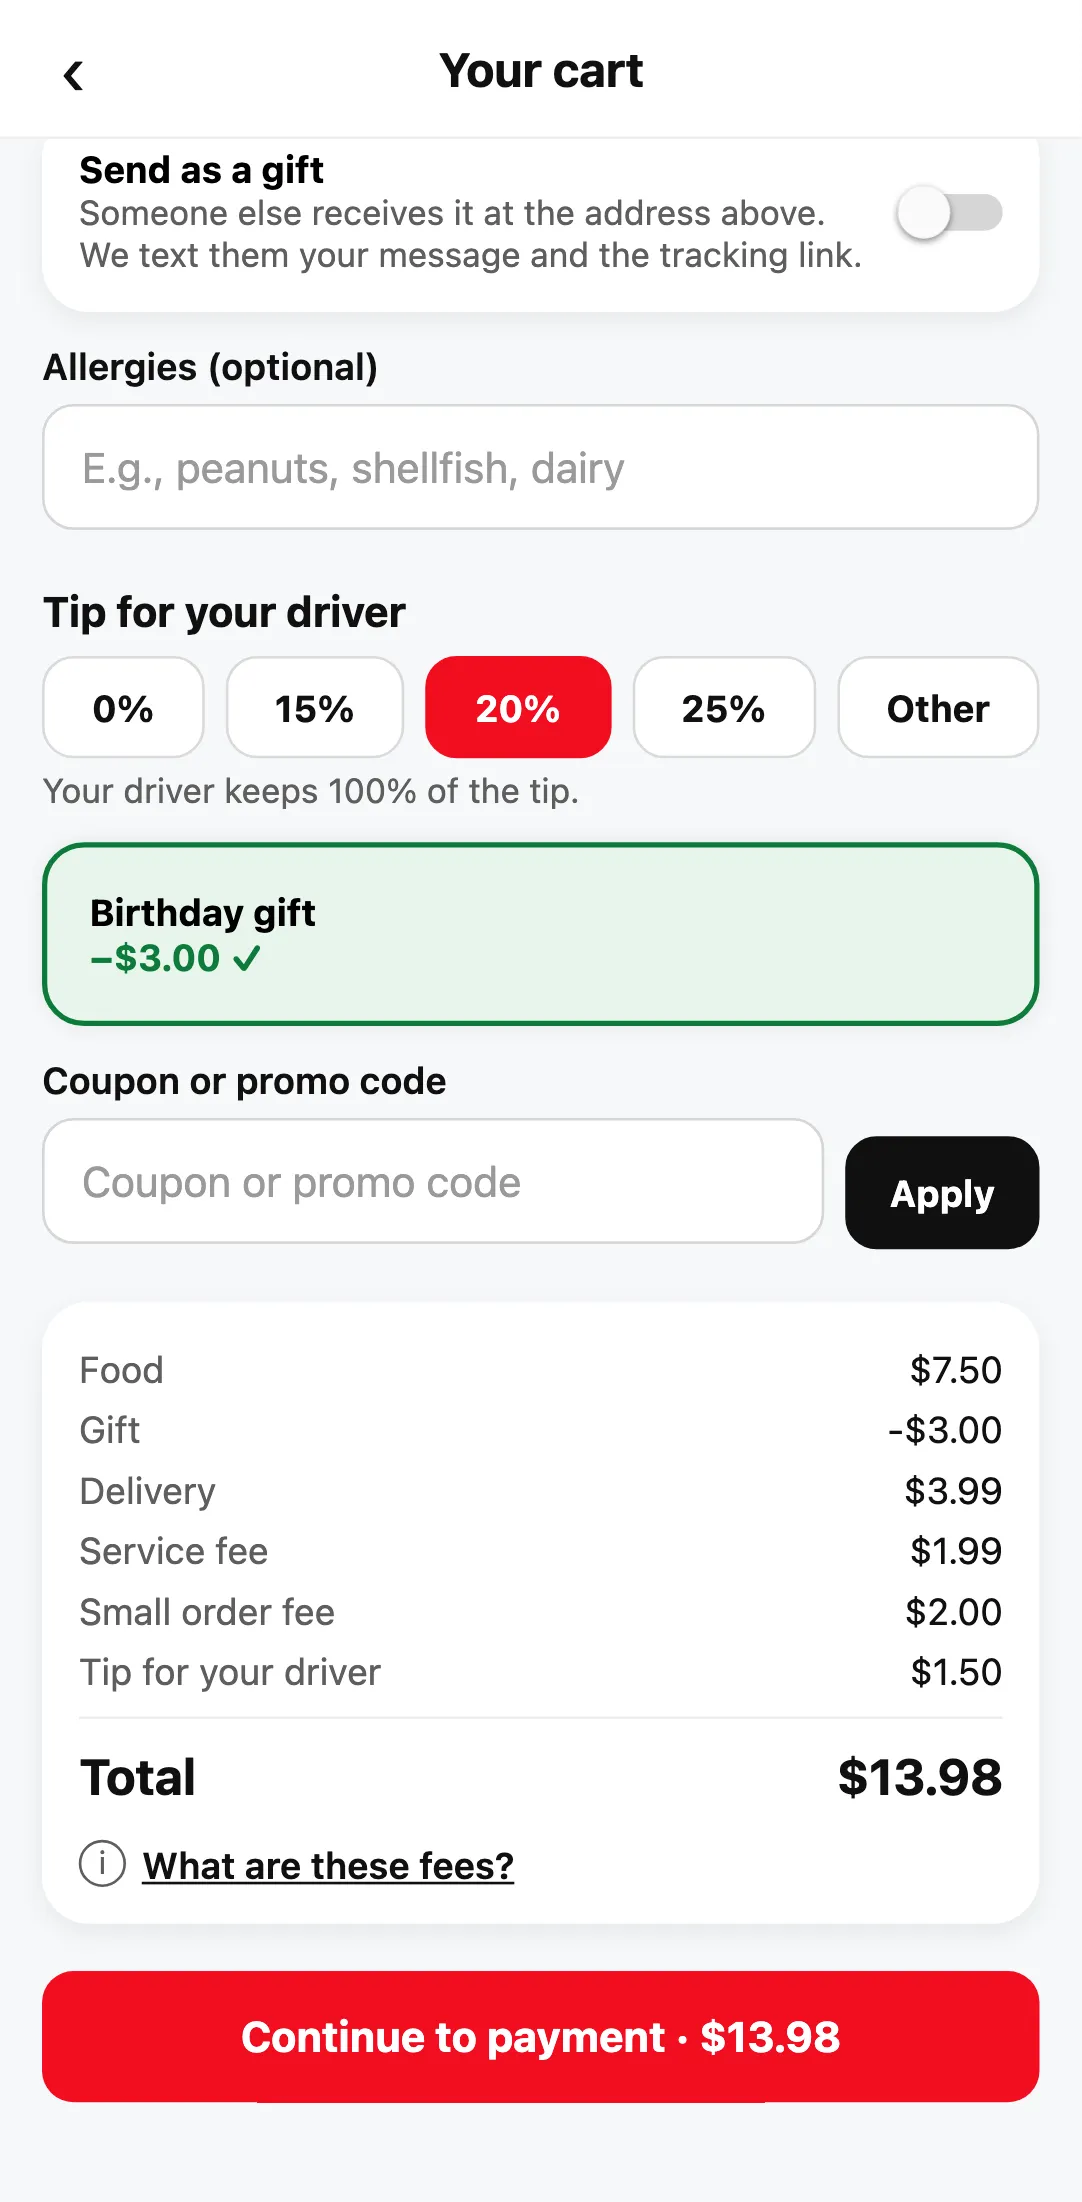 Your cart
Send as a gift
Someone else receives it at the address above.
We text them your message and the tracking link.
Allergies (optional)
E.g., peanuts, shellfish, dairy
Tip for your driver
0% 15% 20% 25% Other
Your driver keeps 100% of the tip.
Birthday gift
–$3.00 ✓
Coupon or promo code
Coupon or promo code Apply
Food $7.50
Gift -$3.00
Delivery $3.99
Service fee $1.99
Small order fee $2.00
Tip for your driver $1.50
Total $13.98
What are these fees?
Continue to payment · $13.98